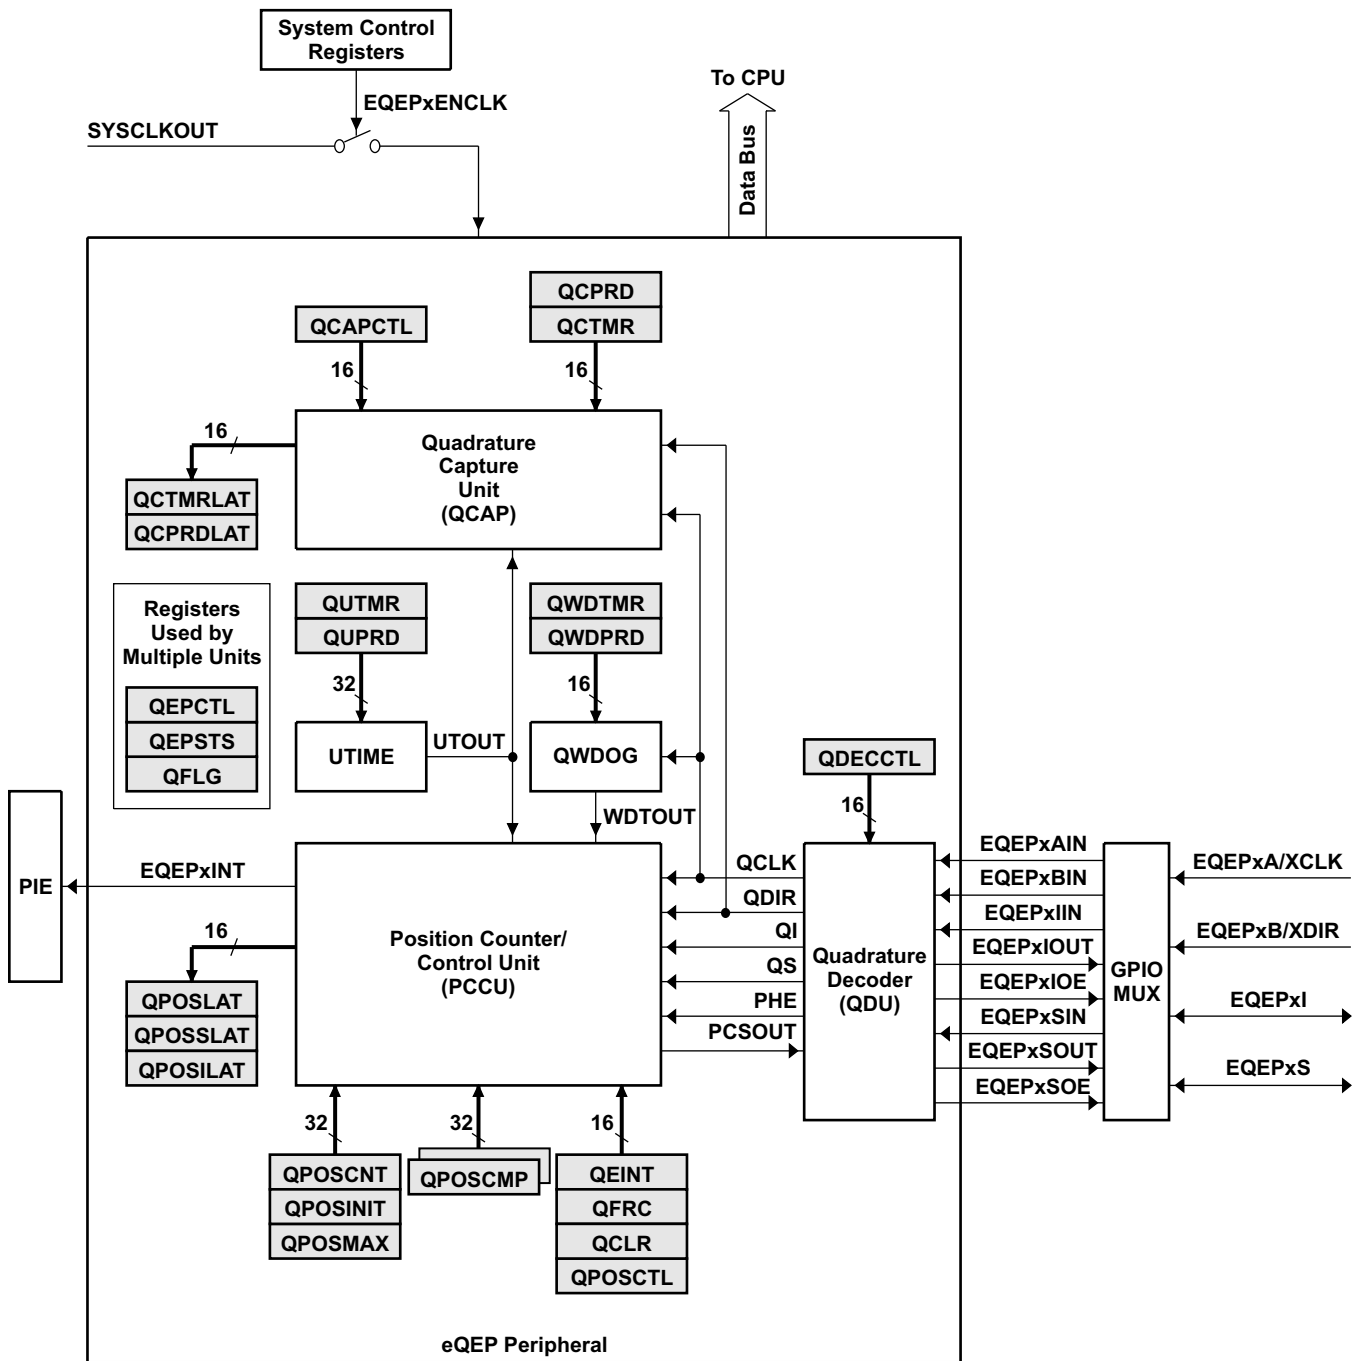 System Control
Registers
To CPU
EQEPxENCLK
SYSCLKOUT
Data Bus
QCPRD
QCAPCTL
QCTMR
16
16
16
Quadrature
Capture
Unit
(QCAP)
QCTMRLAT
QCPRDLAT
Registers
Used by
Multiple Units
QEPCTL
QEPSTS
QFLG
QUTMR
QUPRD
QWDTMR
QWDPRD
32
16
UTIME
UTOUT
QWDOG
QDECCTL
WDTOUT
16
PIE
EQEPxINT
16
Position Counter/
Control Unit
(PCCU)
QCLK
QDIR
QI
QS
PHE
PCSOUT
Quadrature
Decoder
(QDU)
EQEPxAIN
EQEPxBIN
EQEPxIIN
EQEPxIOUT
EQEPxIOE
EQEPxSIN
EQEPxSOUT
EQEPxSOE
GPIO
MUX
EQEPxA/XCLK
EQEPxB/XDIR
EQEPxI
EQEPxS
QPOSLAT
QPOSSLAT
QPOSILAT
32
32
16
QPOSCNT
QPOSINIT
QPOSMAX
QPOSCMP
QEINT
QFRC
QCLR
QPOSCTL
eQEP Peripheral